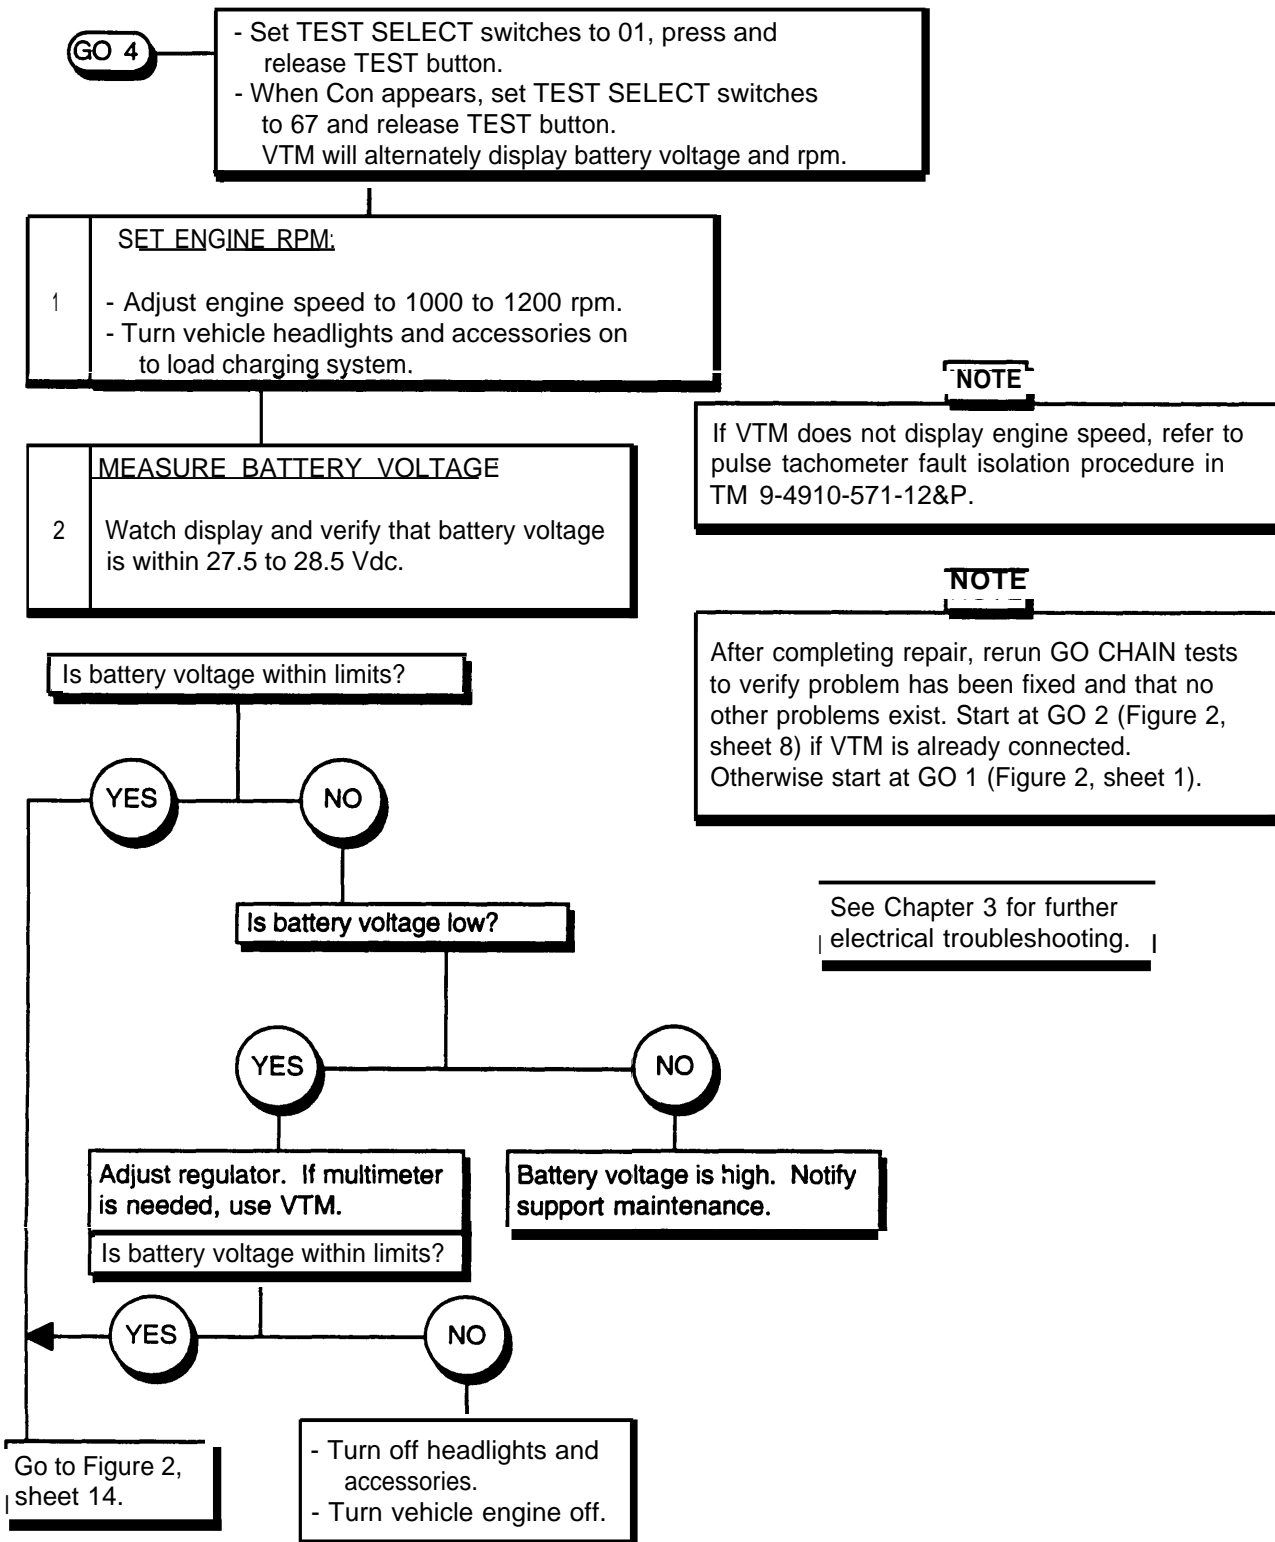 GO 4
- Set TEST SELECT switches to 01, press and
release TEST button.
- When Con appears, set TEST SELECT switches
to 67 and release TEST button.
VTM will alternately display battery voltage and rpm.
SET ENGINE RPM:
1
- Adjust engine speed to 1000 to 1200 rpm.
- Turn vehicle headlights and accessories on
to load charging system.
MEASURE BATTERY VOLTAGE
2
Watch display and verify that battery voltage
is within 27.5 to 28.5 Vdc.
NOTE
If VTM does not display engine speed, refer to
pulse tachometer fault isolation procedure in
TM 9-4910-571-12&P.
NOTE
After completing repair, rerun GO CHAIN tests
to verify problem has been fixed and that no
other problems exist. Start at GO 2 (Figure 2,
sheet 8) if VTM is already connected.
Otherwise start at GO 1 (Figure 2, sheet 1).
See Chapter 3 for further
electrical troubleshooting.
Is battery voltage within limits?
YES
NO
Is battery voltage low?
YES
NO
Adjust regulator. If multimeter
is needed, use VTM.
Battery voltage is high. Notify
support maintenance.
Is battery voltage within limits?
YES
NO
Go to Figure 2,
sheet 14.
- Turn off headlights and
accessories.
- Turn vehicle engine off.